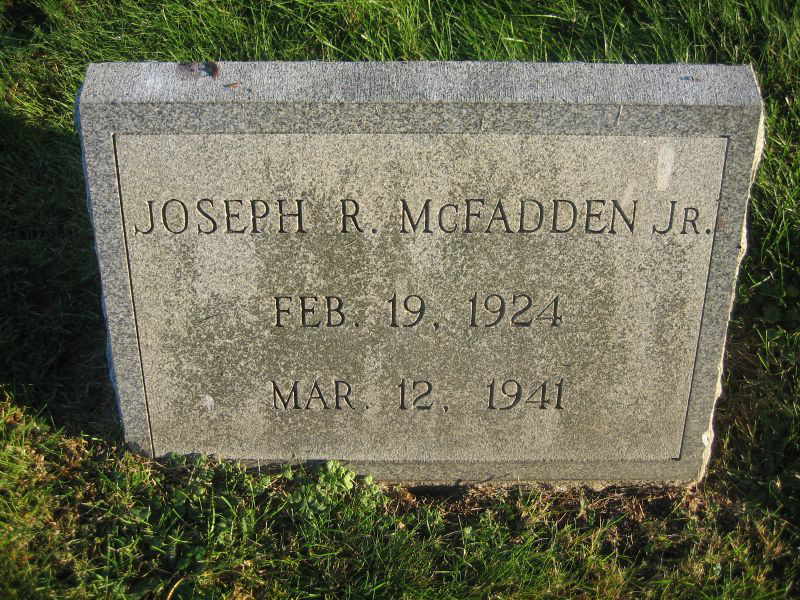 JOSEPH R. McFADDEN JR.
FEB. 19, 1924
MAR. 12, 1941